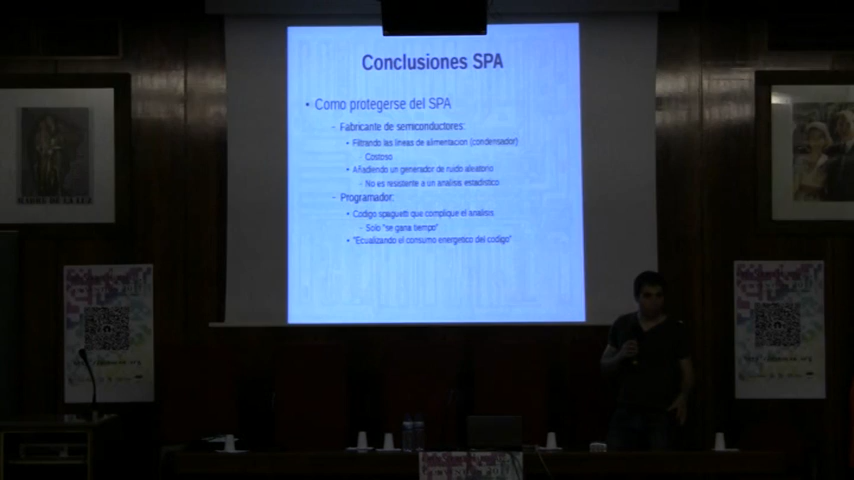 Conclusiones SPA
• Como protegerse del SPA
– Fabricante de semiconductores:
• Filtrando las lineas de alimentacion (condensador)
Costoso
• Añadiendo un generador de ruido aleatorio
– No es resistente a un analisis estadistico
– Programador:
• Codigo spaguetti que complique el analisis
– Solo "se gana tiempo"
• "Ecualizando el consumo energetico del codigo"